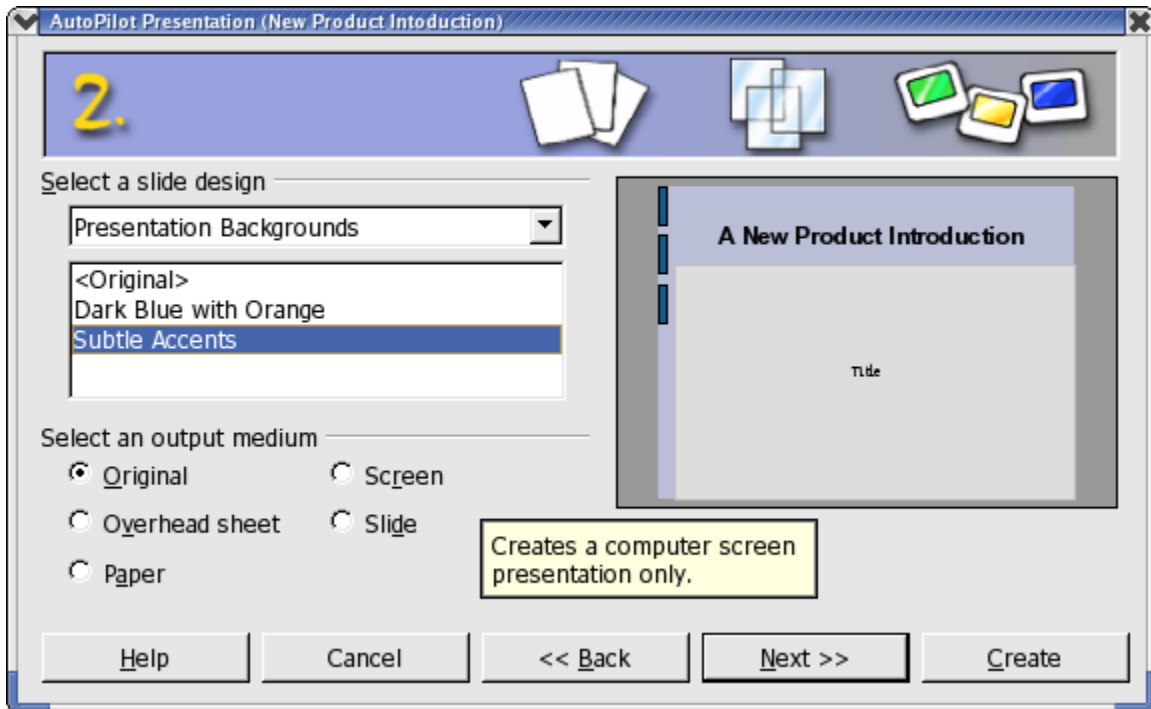 AutoPilot Presentation (New Product Intoduction)
2.
Select a slide design
Presentation Backgrounds
<Original>
Dark Blue with Orange
Subtle Accents
A New Product Introduction
Title
Select an output medium
Original
Screen
Overhead sheet
Slide
Paper
Creates a computer screen
presentation only.
Help
Cancel
<< Back
Next >>
Create